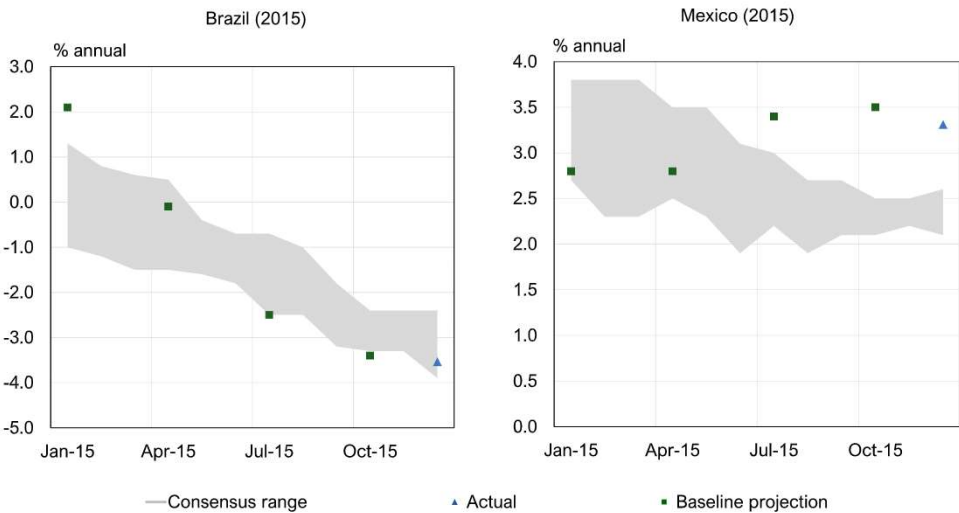 Brazil (2015)
% annual
3.0
2.0
1.0
0.0
-1.0
-2.0
-3.0
-4.0
-5.0
Jan-15 Apr-15 Jul-15 Oct-15
Mexico (2015)
% annual
4.0
3.5
3.0
2.5
2.0
1.5
1.0
0.5
0.0
Jan-15 Apr-15 Jul-15 Oct-15
Consensus range Actual Baseline projection